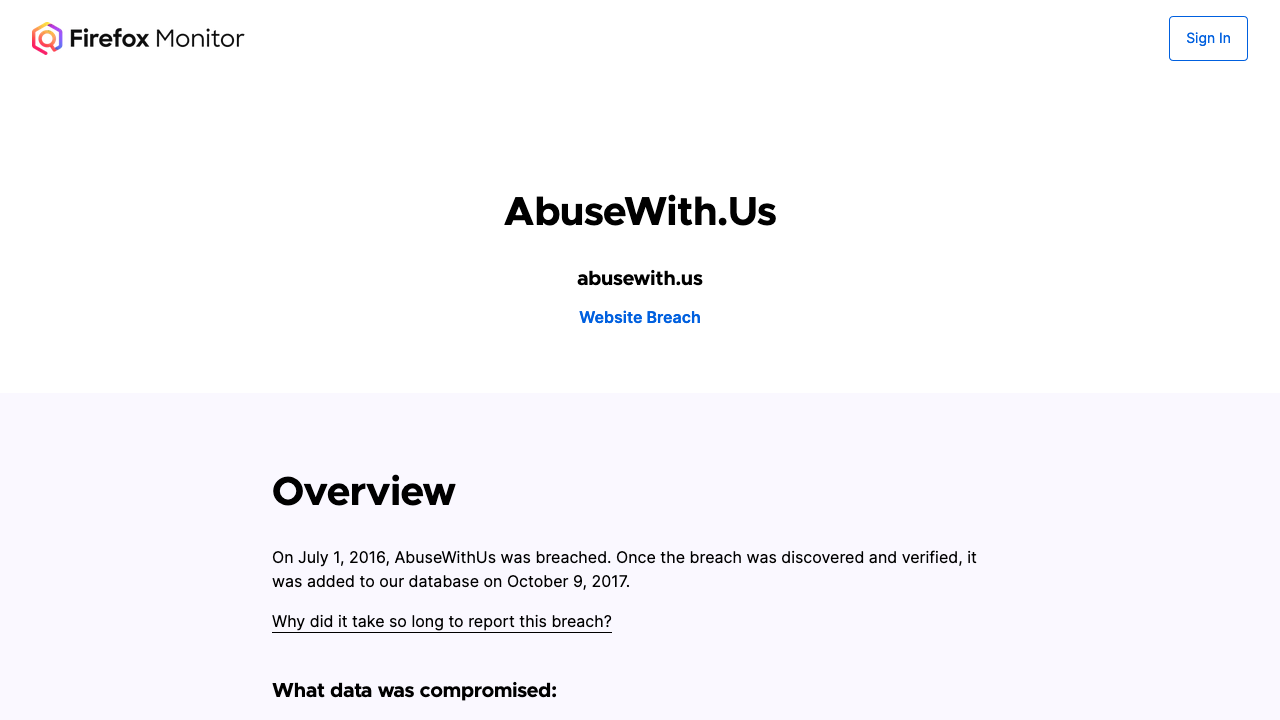 Firefox Monitor
Sign In
AbuseWith.Us
abusewith.us
Website Breach
Overview
On July 1, 2016, AbuseWithUs was breached. Once the breach was discovered and verified, it
was added to our database on October 9, 2017.
Why did it take so long to report this breach?
What data was compromised: